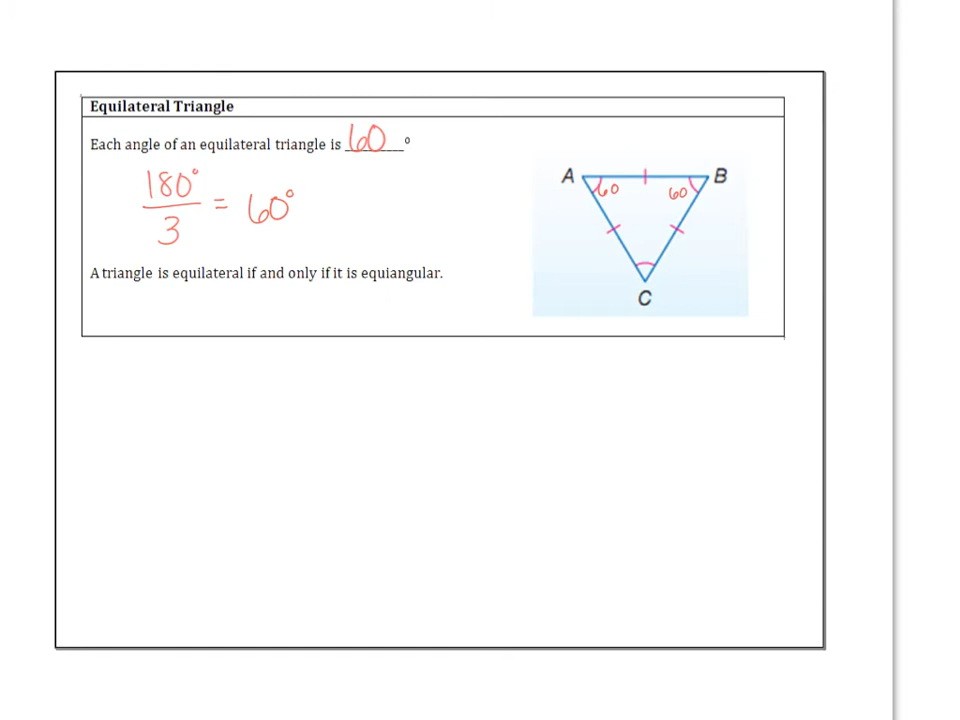 Equilateral Triangle
Each angle of an equilateral triangle is 60°
180°
3
= 60°
A triangle is equilateral if and only if it is equiangular.
A
B
60
60
C